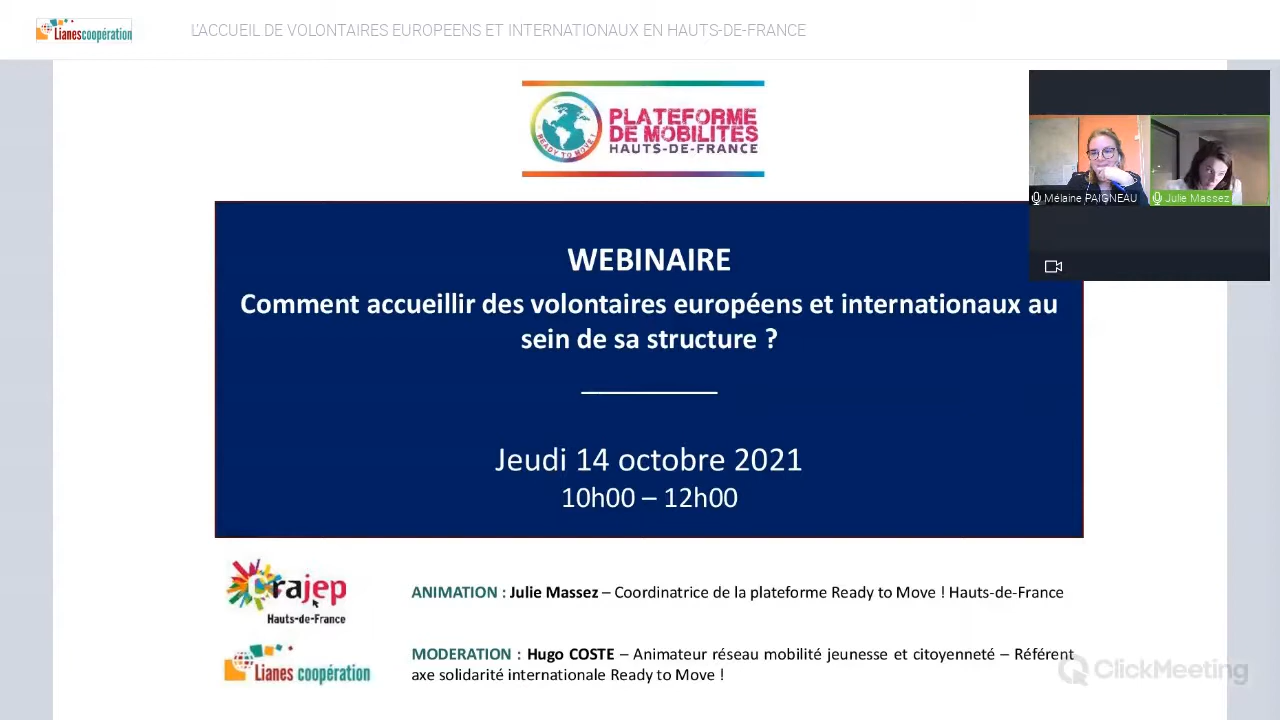 Lianescoopération
L'ACCUEIL DE VOLONTAIRES EUROPEENS ET INTERNATIONAUX EN HAUTS-DE-FRANCE
PLATEFORME
DE MOBILITÉS
HAUTS-DE-FRANCE
READY TO MOVE !
Mélaine PAIGNEAU
Julie Massez
WEBINAIRE
Comment accueillir des volontaires européens et internationaux au
sein de sa structure ?
Jeudi 14 octobre 2021
10h00 – 12h00
crajep
Hauts-de-France
ANIMATION : Julie Massez – Coordinatrice de la plateforme Ready to Move ! Hauts-de-France
Lianes coopération
MODERATION : Hugo COSTE – Animateur réseau mobilité jeunesse et citoyenneté – Référent
axe solidarité internationale Ready to Move !
ClickMeeting